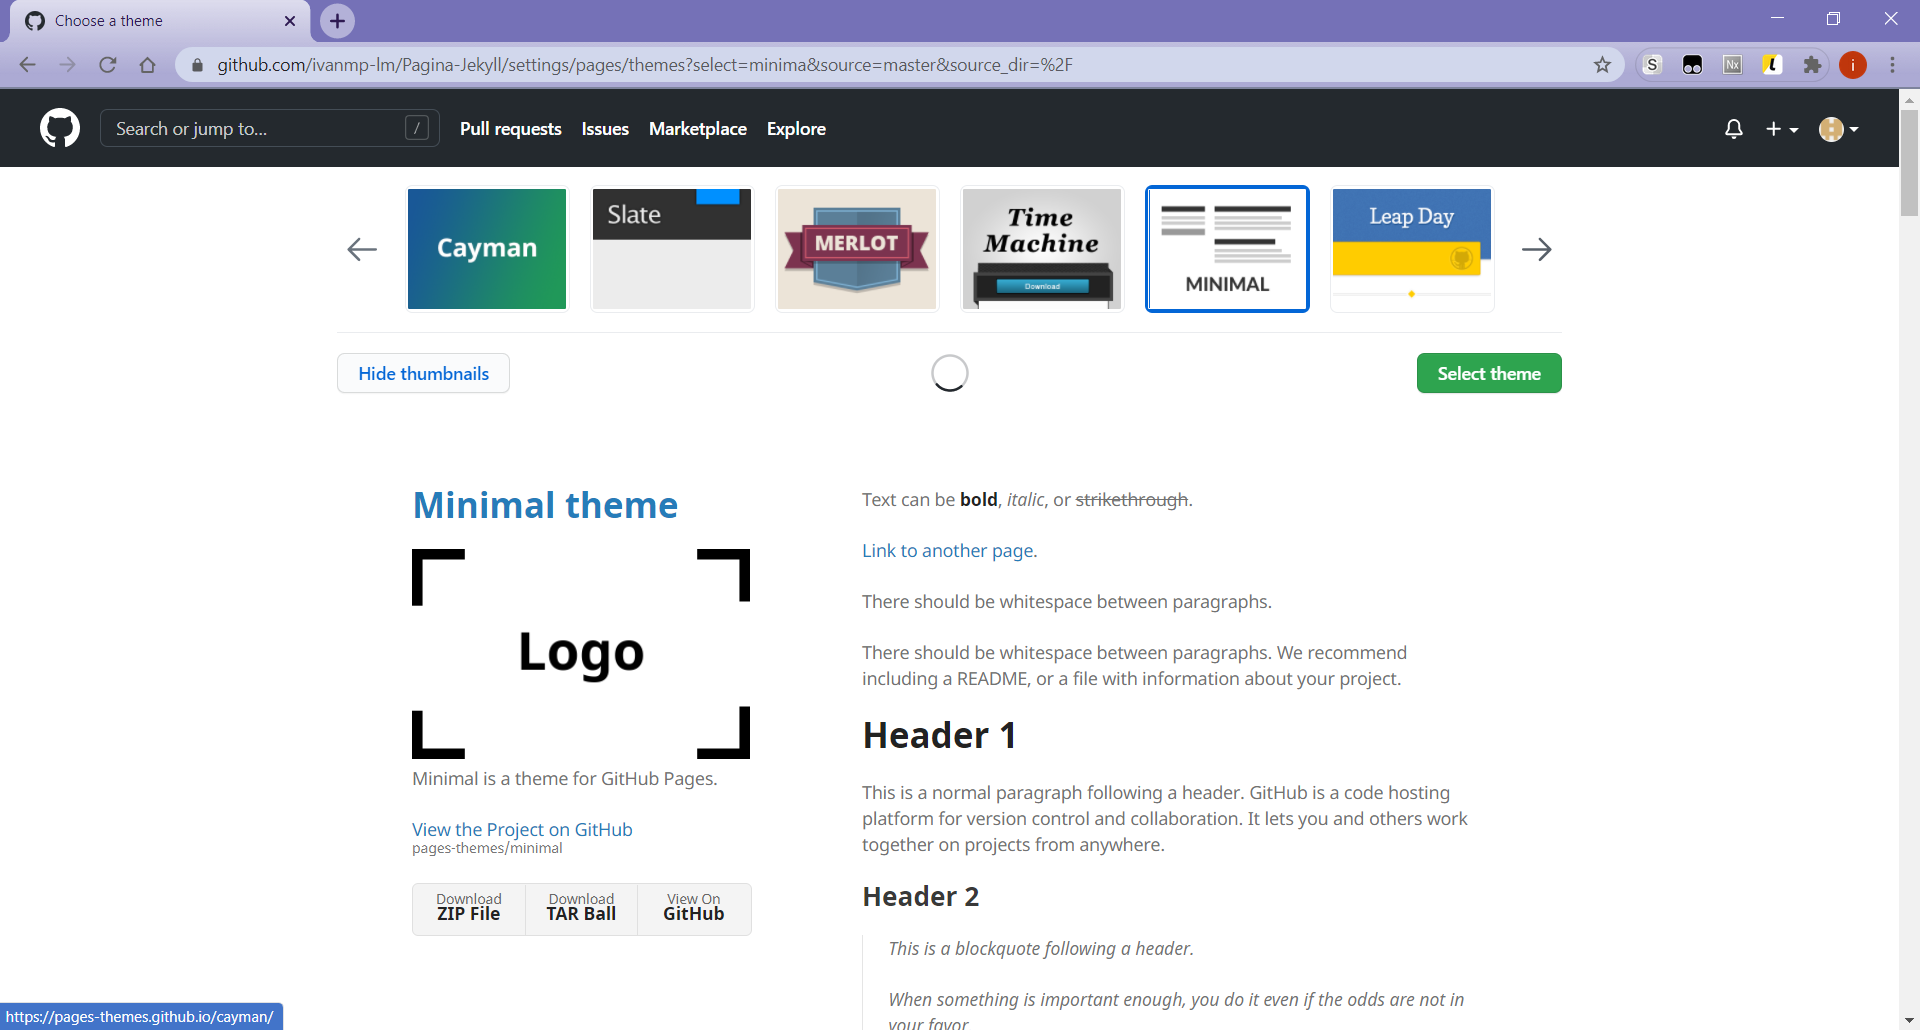 Choose a theme
github.com/ivanmp-lm/Pagina-Jekyll/settings/pages/themes?select=minima&source=master&source_dir=%2F
S
Nx
i
Search or jump to...
/
Pull requests
Issues
Marketplace
Explore
Cayman
Slate
MERLOT
Time
Machine
Download
MINIMAL
Leap Day
Hide thumbnails
Select theme
Minimal theme
Logo
Minimal is a theme for GitHub Pages.
View the Project on GitHub
pages-themes/minimal
Download
ZIP File
Download
TAR Ball
View On
GitHub
Text can be bold, italic, or strikethrough.
Link to another page.
There should be whitespace between paragraphs.
There should be whitespace between paragraphs. We recommend
including a README, or a file with information about your project.
Header 1
This is a normal paragraph following a header. GitHub is a code hosting
platform for version control and collaboration. It lets you and others work
together on projects from anywhere.
Header 2
This is a blockquote following a header.
When something is important enough, you do it even if the odds are not in
your favor
https://pages-themes.github.io/cayman/